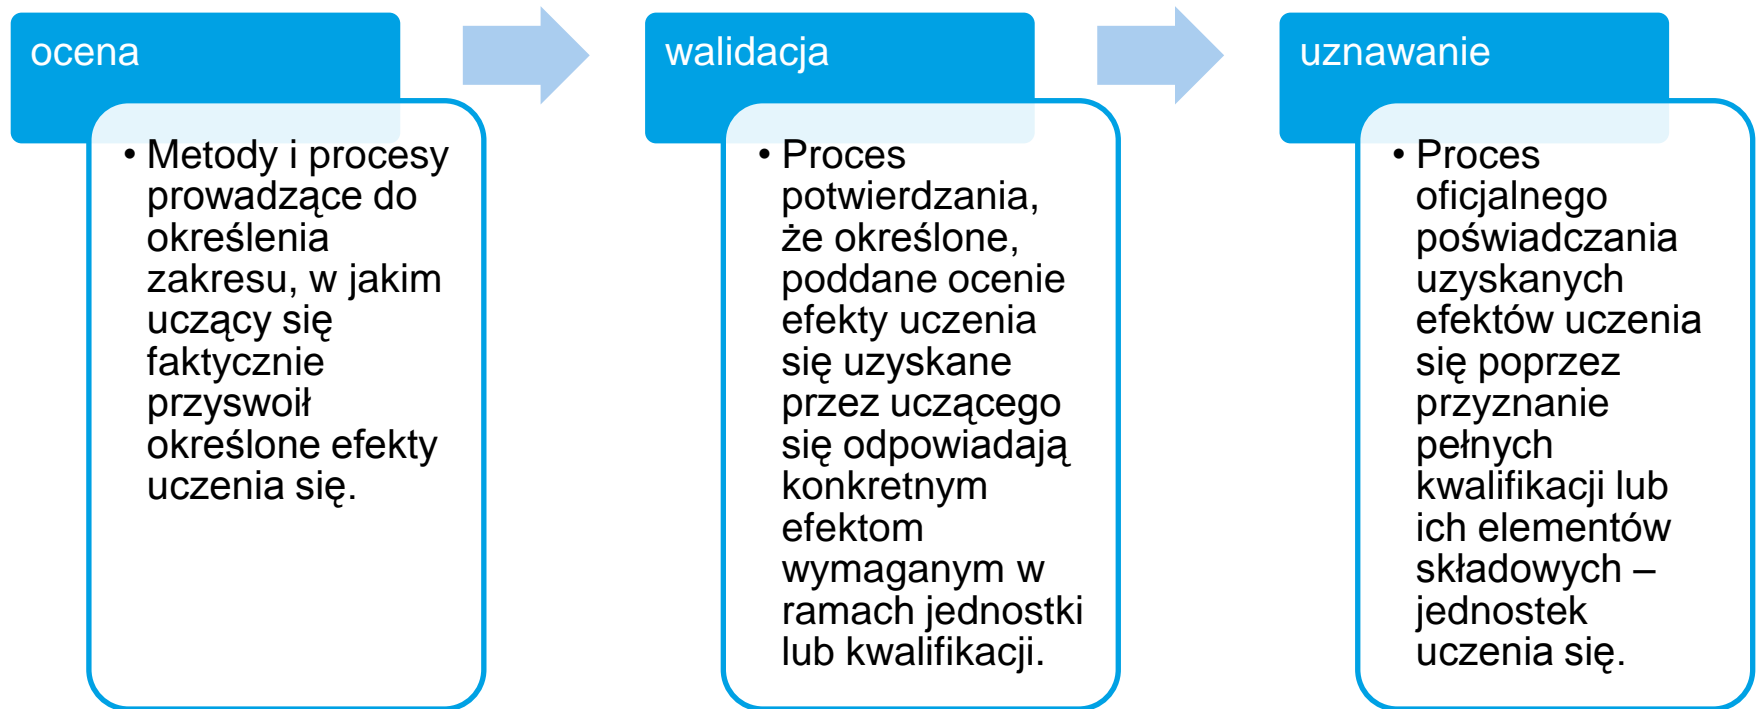 ocena
• Metody i procesy
prowadzące do
określenia
zakresu, w jakim
uczący się
faktycznie
przyswoił
określone efekty
uczenia się.
walidacja
• Proces
potwierdzania,
że określone,
poddane ocenie
efekty uczenia
się uzyskane
przez uczącego
się odpowiadają
konkretnym
efektom
wymaganym w
ramach jednostki
lub kwalifikacji.
uznawanie
• Proces
oficjalnego
poświadczania
uzyskanych
efektów uczenia
się poprzez
przyznanie
pełnych
kwalifikacji lub
ich elementów
składowych –
jednostek
uczenia się.